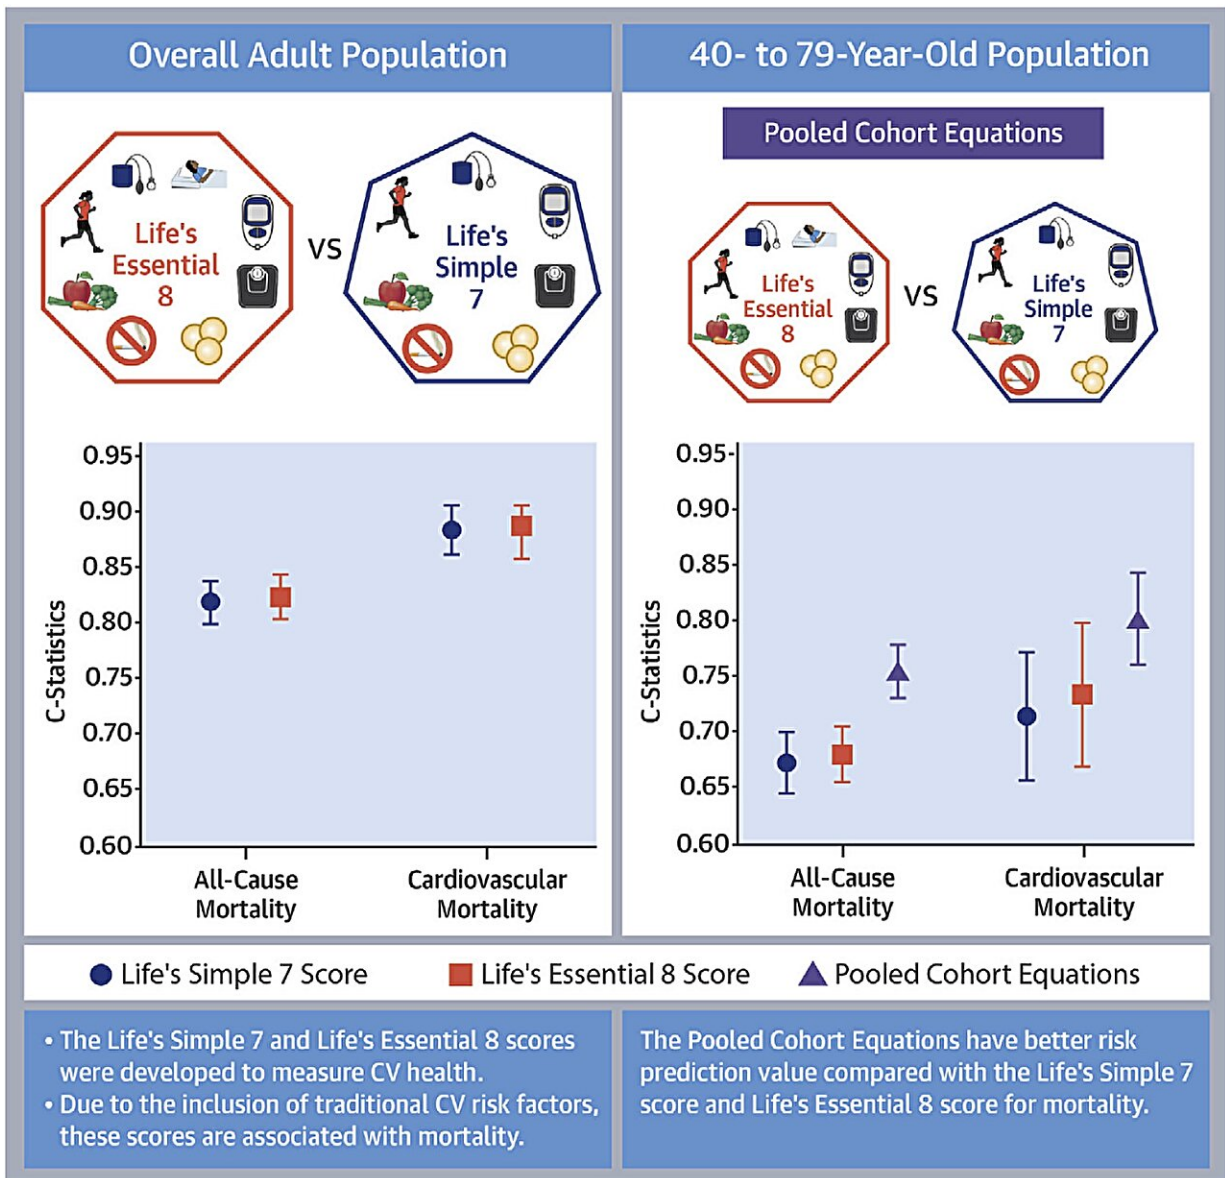 Overall Adult Population
Life's
Essential
8
vs
Life's
Simple
7
C-Statistics
0.95
0.90
0.85
0.80
0.75
0.70
0.65
0.60
All-Cause
Mortality
Cardiovascular
Mortality
40- to 79-Year-Old Population
Pooled Cohort Equations
Life's
Essential
8
vs
Life's
Simple
7
C-Statistics
0.95
0.90
0.85
0.80
0.75
0.70
0.65
0.60
All-Cause
Mortality
Cardiovascular
Mortality
Life's Simple 7 Score
Life's Essential 8 Score
Pooled Cohort Equations
• The Life's Simple 7 and Life's Essential 8 scores
were developed to measure CV health.
• Due to the inclusion of traditional CV risk factors,
these scores are associated with mortality.
The Pooled Cohort Equations have better risk
prediction value compared with the Life's Simple 7
score and Life's Essential 8 score for mortality.